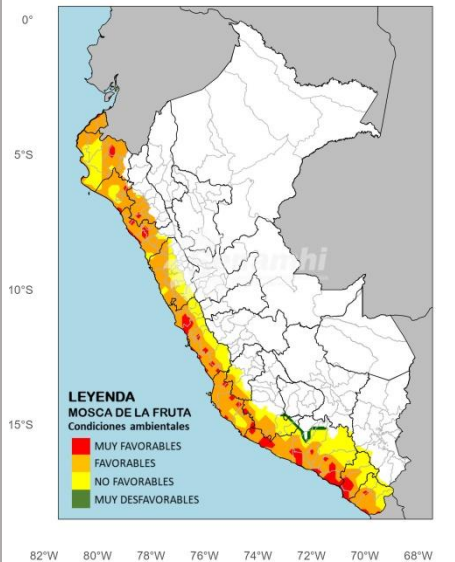 0°
5°S
10°S
15°S
LEYENDA
MOSCA DE LA FRUTA
Condiciones ambientales
MUY FAVORABLES
FAVORABLES
NO FAVORABLES
MUY DESFAVORABLES
82°W 80°W 78°W 76°W 74°W 72°W 70°W 68°W